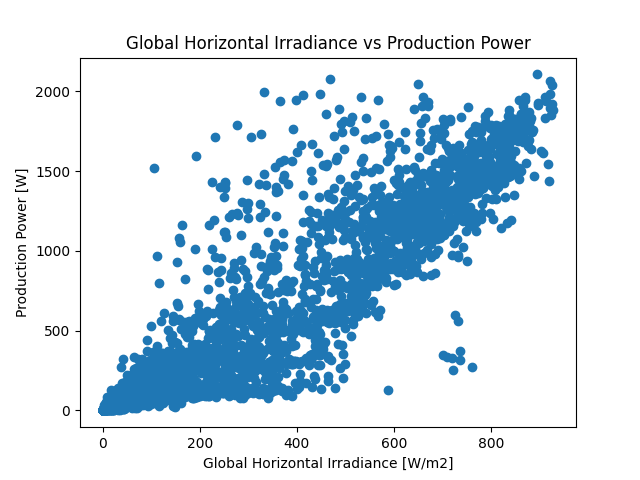 Global Horizontal Irradiance vs Production Power
2000
1500
1000
500
0
Production Power [W]
0 200 400 600 800
Global Horizontal Irradiance [W/m2]